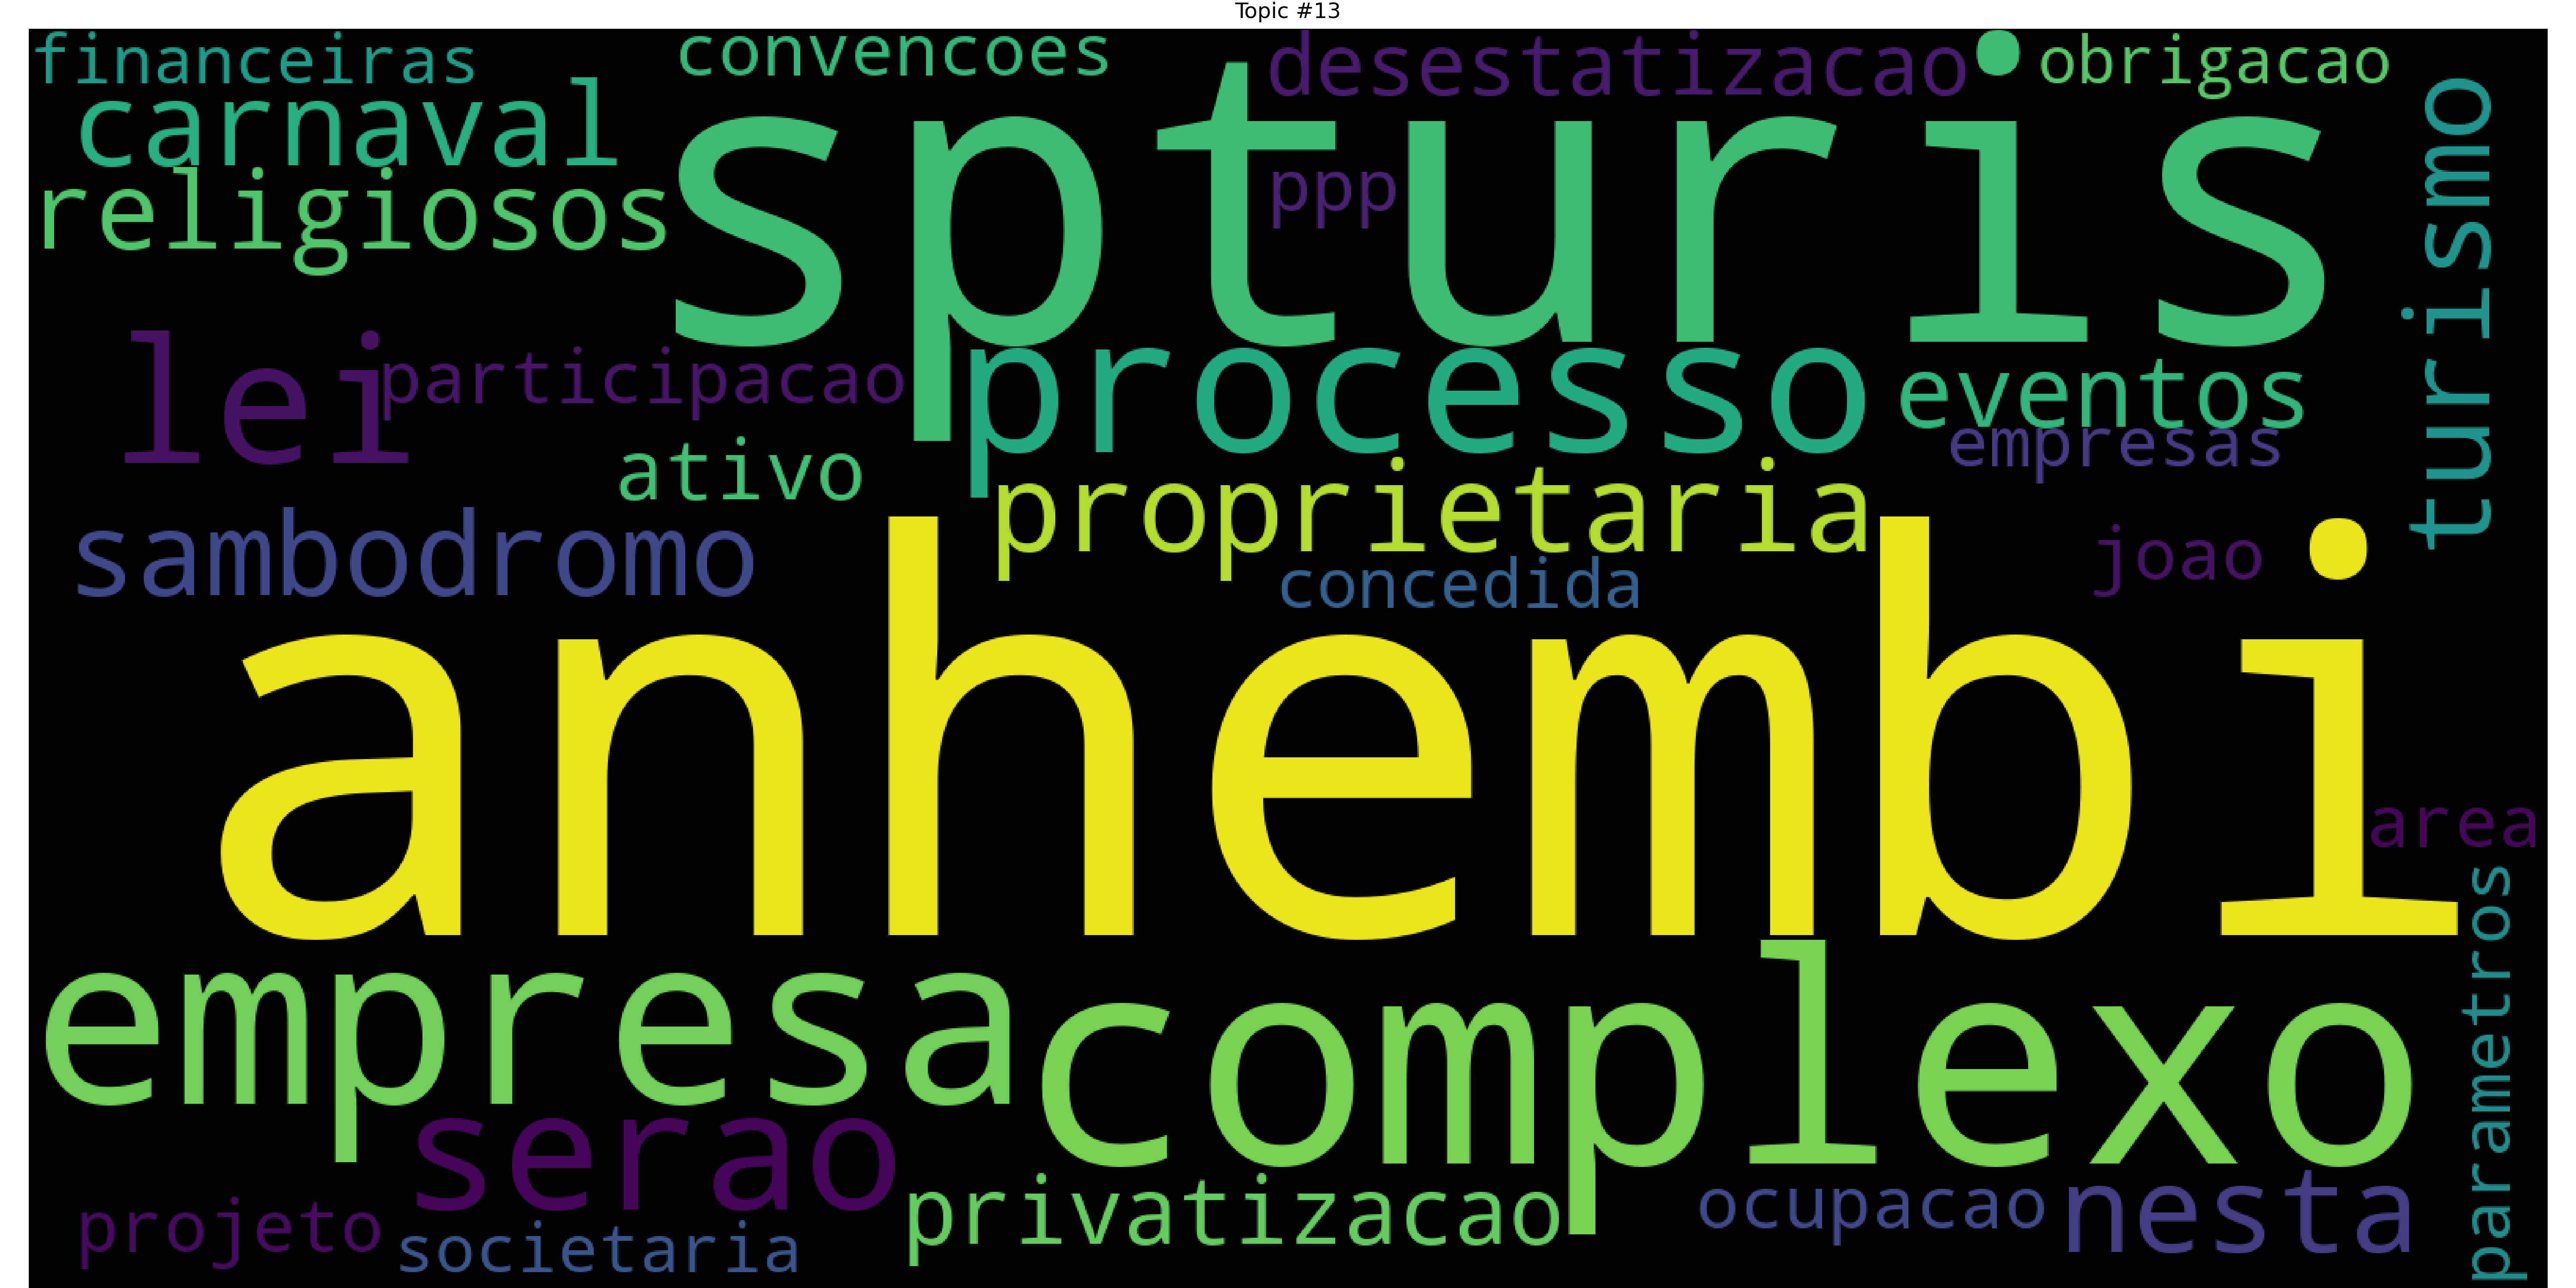 Topic #13
financeiras
convencoes
desestatizacao
obrigacao
carnaval
spturis
turismo
religiosos
ppp
lei
participacao
processo
eventos
empresas
ativo
proprietaria
sambodromo
concedida
joao
anhembi
area
parametros
empresa
complexo
serao
privatizacao
ocupacao
nesta
projeto
societaria